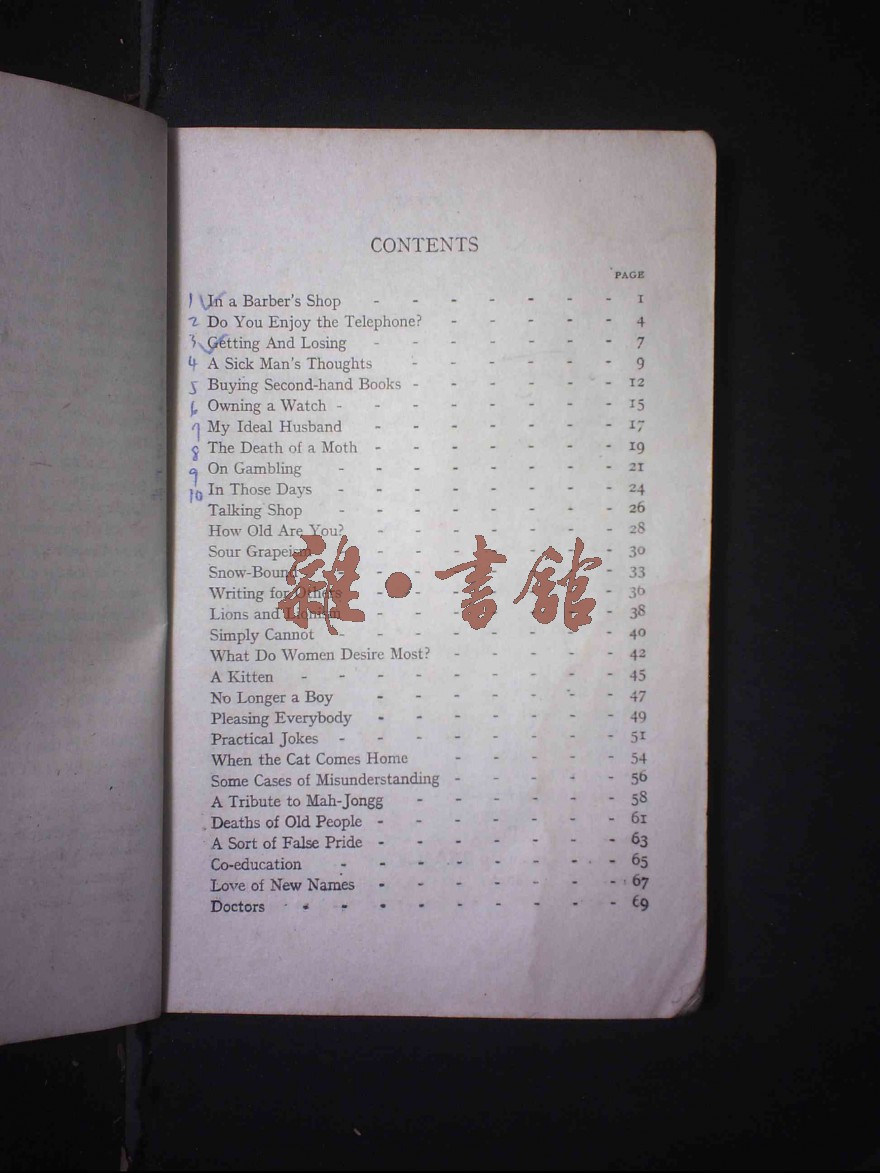 CONTENTS
PAGE
1 In a Barber's Shop - - - - - - - 1
2 Do You Enjoy the Telephone? - - - - - 4
3 Getting And Losing - - - - - - - 7
4 A Sick Man's Thoughts - - - - - - 9
5 Buying Second-hand Books - - - - - - 12
6 Owning a Watch - - - - - - - - 15
7 My Ideal Husband - - - - - - - 17
8 The Death of a Moth - - - - - - - 19
9 On Gambling - - - - - - - - 21
10 In Those Days - - - - - - - - 24
Talking Shop - - - - - - - - 26
How Old Are You? - - - - - - - 28
Sour Grapeism - - - - - - - 30
Snow-Bound - - - - - - - - 33
Writing for Others - - - - - - - 36
Lions and Lionism - - - - - - - 38
雜·書館
Simply Cannot - - - - - - - - 40
What Do Women Desire Most? - - - - - 42
A Kitten - - - - - - - - - 45
No Longer a Boy - - - - - - - 47
Pleasing Everybody - - - - - - - 49
Practical Jokes - - - - - - - - 51
When the Cat Comes Home - - - - - 54
Some Cases of Misunderstanding - - - - - 56
A Tribute to Mah-Jongg - - - - - - 58
Deaths of Old People - - - - - - - 61
A Sort of False Pride - - - - - - - 63
Co-education - - - - - - - - 65
Love of New Names - - - - - - - 67
Doctors - - - - - - - - - 69